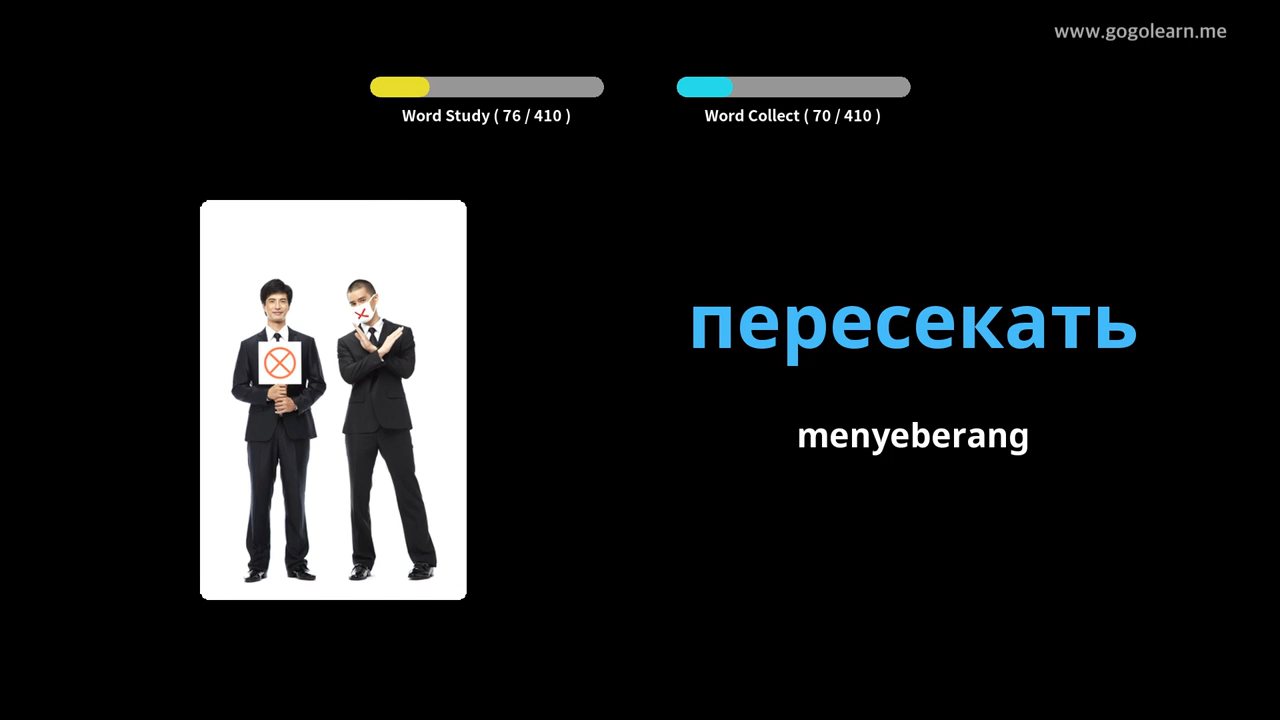 www.gogolearn.me
Word Study ( 76 / 410 )
Word Collect ( 70 / 410 )
пересекать
menyeberang